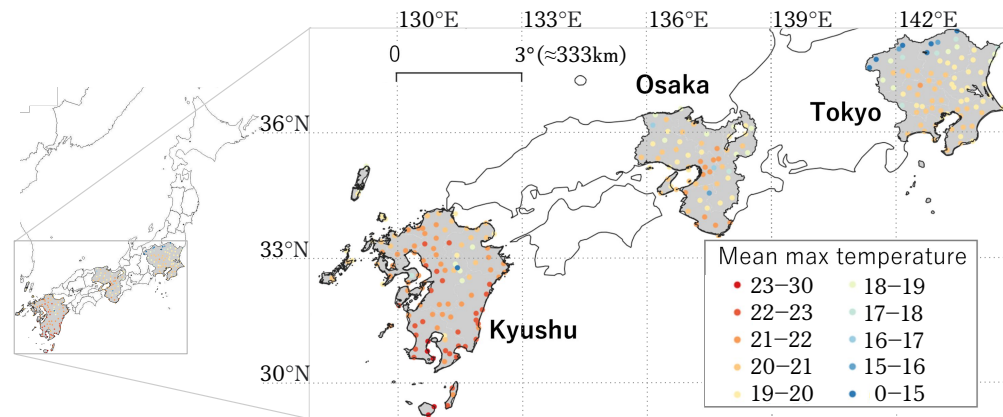 130°E 133°E 136°E 139°E 142°E
0 3°(≈333km)
Osaka
Tokyo
36°N
33°N
Kyushu
30°N
Mean max temperature
23–30 18–19
22–23 17–18
21–22 16–17
20–21 15–16
19–20 0–15